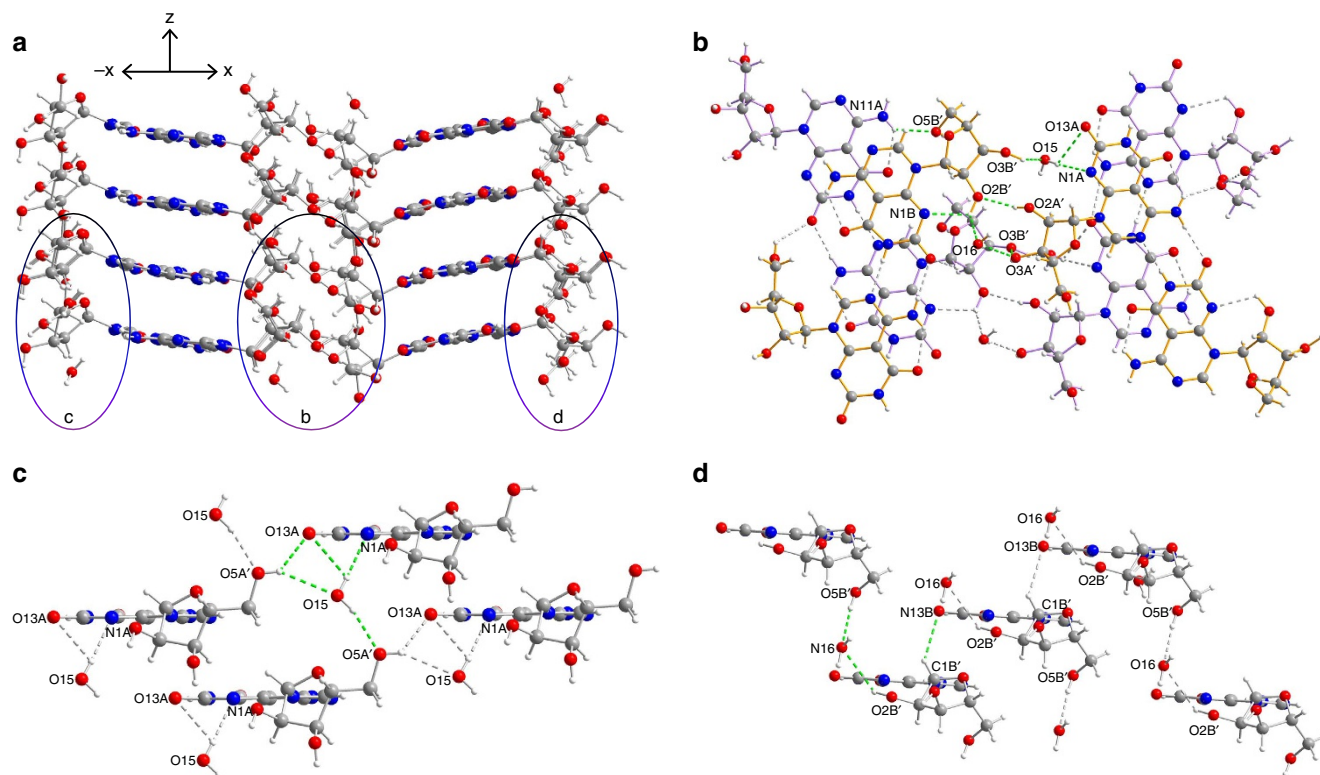 a
z
–x
x
c
b
d
b
N11A
O5B′
O13A
O15
O3B′
N1A
O2B′
O2A′
N1B
O3B′
O16
O3A′
c
O15
O13A
N1A
O5A′
O15
O13A
N1A
O13A
N1A
O5A′
O15
O15
O13A
N1A
O15
d
O16
O13B
O2B′
O5B′
O16
O5B′
N13B
C1B′
O2B′
N16
O16
C1B′
O5B′
O2B′
O2B′